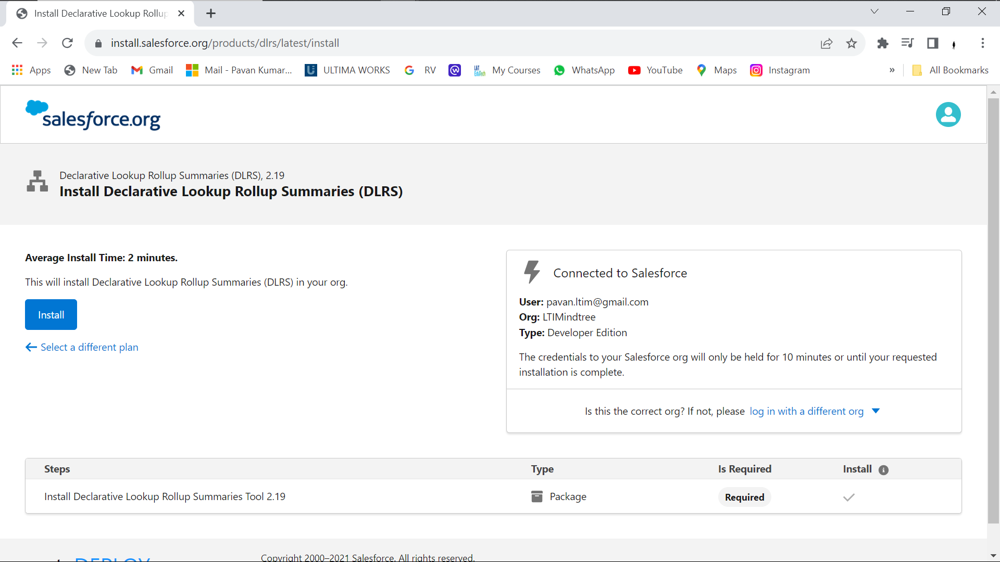 Install Declarative Lookup Rollup
install.salesforce.org/products/dlrs/latest/install
Apps New Tab Gmail Mail - Pavan Kumar... ULTIMA WORKS RV My Courses WhatsApp YouTube Maps Instagram » All Bookmarks
salesforce.org
Declarative Lookup Rollup Summaries (DLRS), 2.19
Install Declarative Lookup Rollup Summaries (DLRS)
Average Install Time: 2 minutes.
This will install Declarative Lookup Rollup Summaries (DLRS) in your org.
Install
Select a different plan
Connected to Salesforce
User: pavan.ltim@gmail.com
Org: LTIMindtree
Type: Developer Edition
The credentials to your Salesforce org will only be held for 10 minutes or until your requested
installation is complete.
Is this the correct org? If not, please log in with a different org
Steps Type Is Required Install
Install Declarative Lookup Rollup Summaries Tool 2.19 Package Required
DEPLOY
Copyright 2000–2021 Salesforce. All rights reserved.